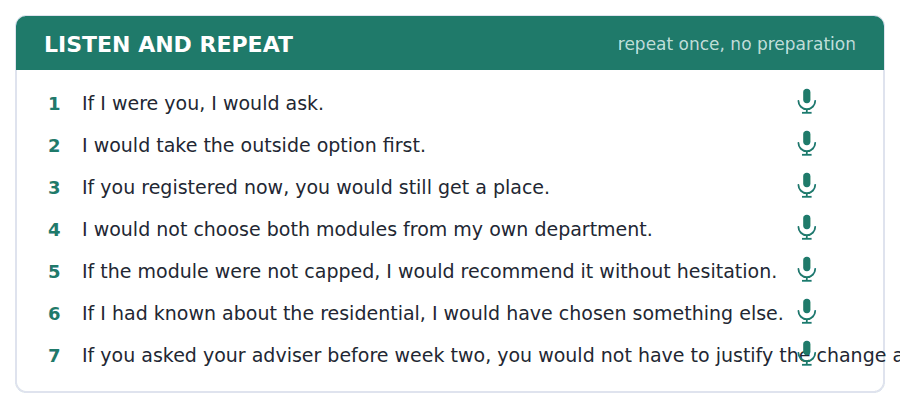 LISTEN AND REPEAT
repeat once, no preparation
1 If I were you, I would ask.
2 I would take the outside option first.
3 If you registered now, you would still get a place.
4 I would not choose both modules from my own department.
5 If the module were not capped, I would recommend it without hesitation.
6 If I had known about the residential, I would have chosen something else.
7 If you asked your adviser before week two, you would not have to justify the change